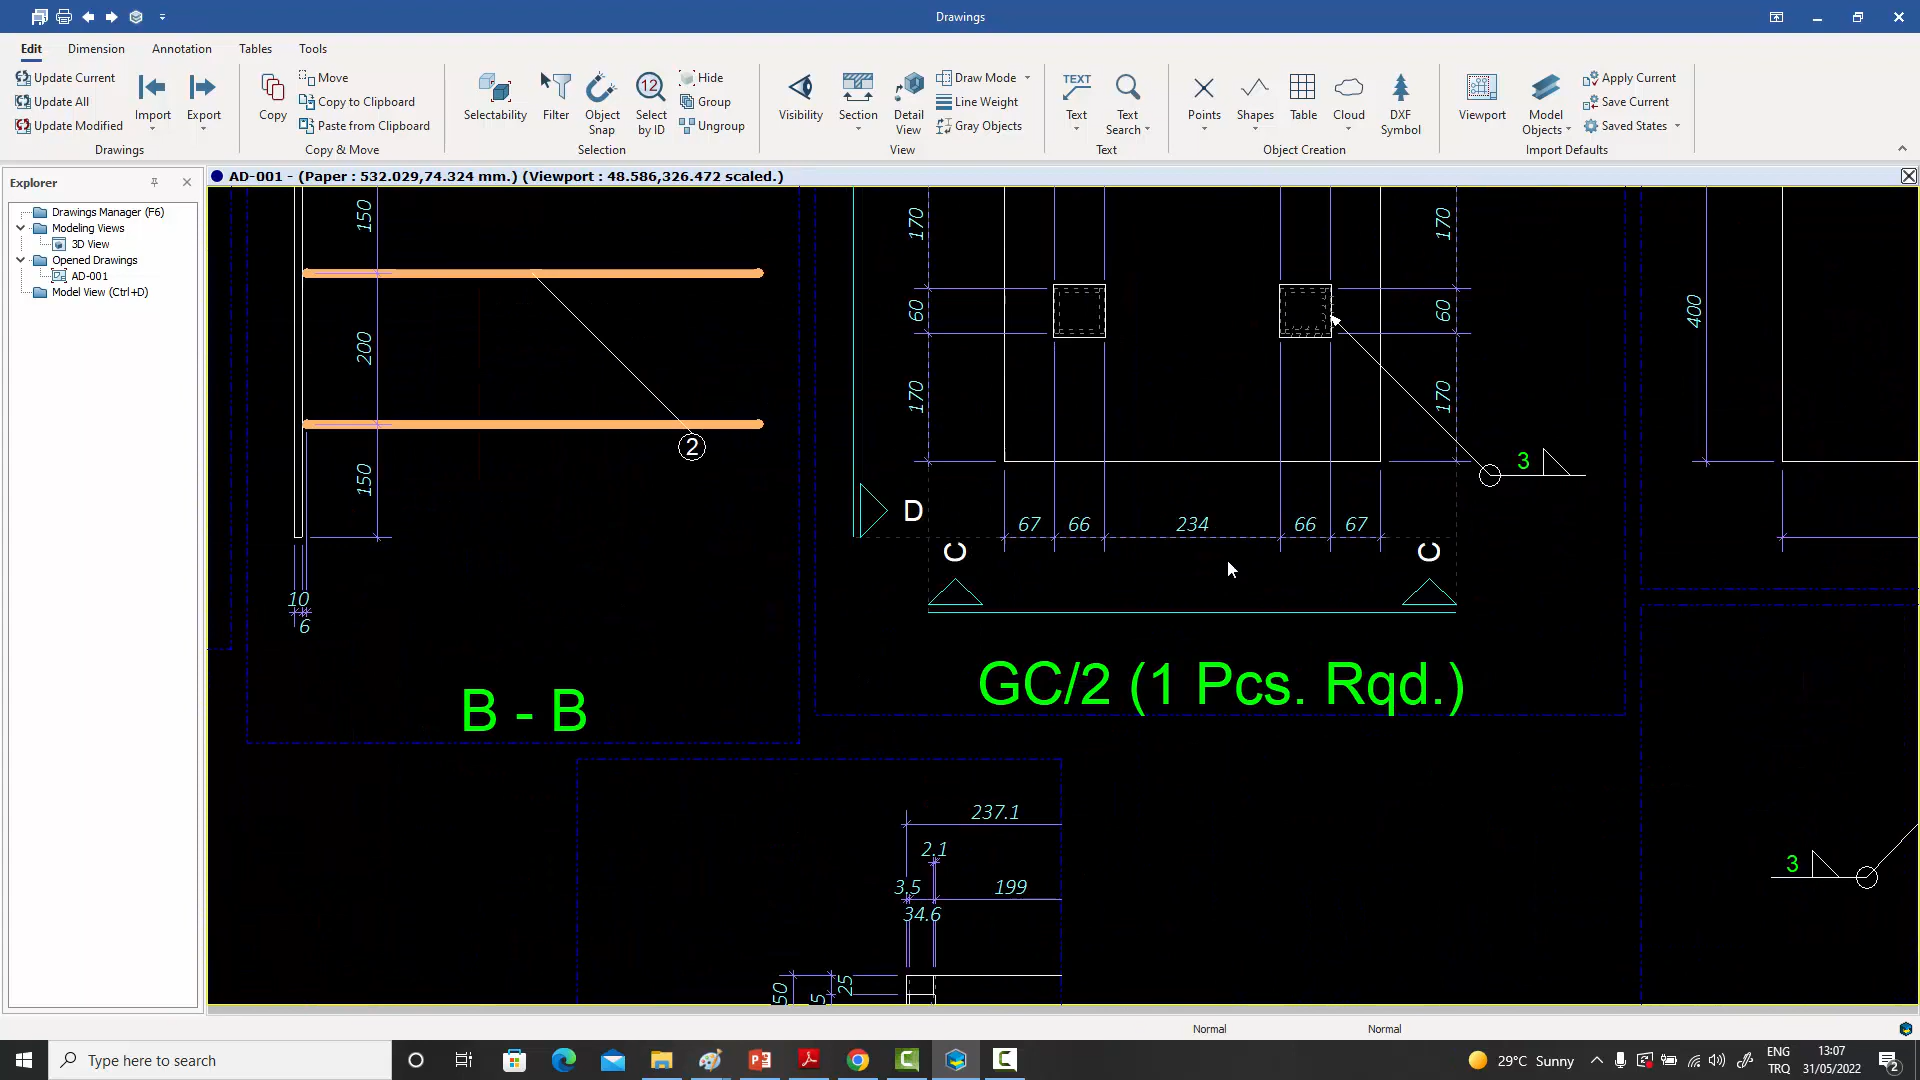 Drawings
Edit Dimension Annotation Tables Tools
Update Current
Update All
Update Modified
Import
Export
Drawings
Copy
Move
Copy to Clipboard
Paste from Clipboard
Copy & Move
Selectability
Filter
Object Snap
12
Select by ID
Hide
Group
Ungroup
Selection
Visibility
Section
Detail View
Draw Mode
Line Weight
Gray Objects
View
TEXT
Text
Text Search
Text
Points
Shapes
Table
Cloud
DXF Symbol
Object Creation
Viewport
Model Objects
Apply Current
Save Current
Saved States
Import Defaults
Explorer
Drawings Manager (F6)
Modeling Views
3D View
Opened Drawings
AD-001
Model View (Ctrl+D)
AD-001 - (Paper : 532.029,74.324 mm.) (Viewport : 48.586,326.472 scaled.)
150
200
150
2
10
6
B - B
170
60
170
170
60
170
3
D
67 66 234 66 67
C C
GC/2 (1 Pcs. Rqd.)
400
3
237.1
2.1
3.5 199
34.6
50 5 25
Normal Normal
Type here to search
29°C Sunny
ENG
TRQ
13:07
31/05/2022
2